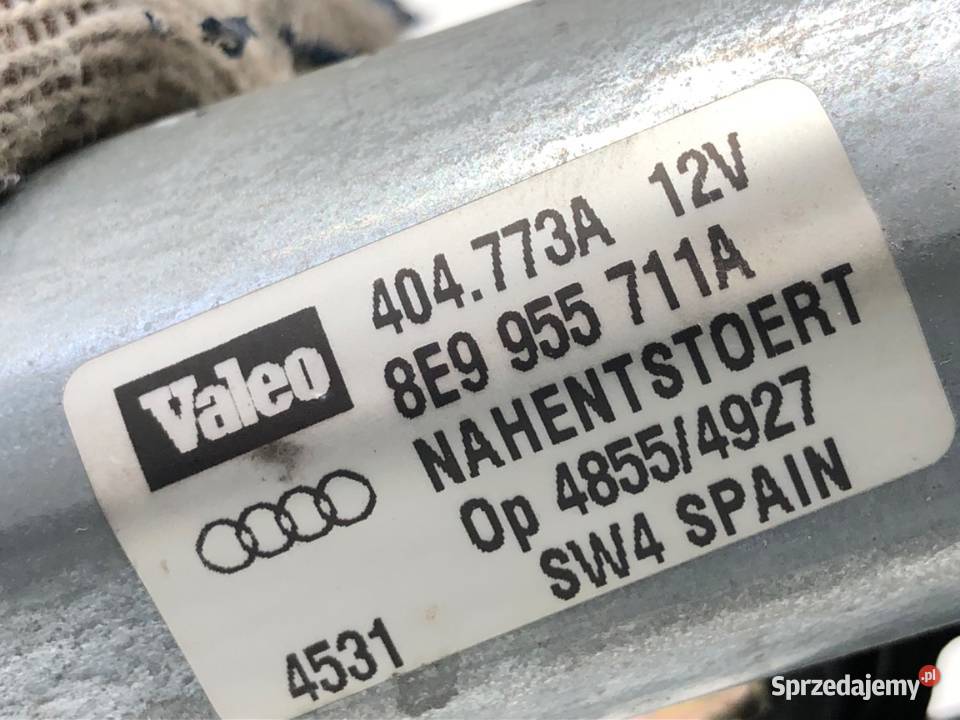 404.773A 12V
8E9 955 711A
Valeo
NAHENTSTOERT
Op 4855/4927
SW4 SPAIN
4531
Sprzedajemy.pl